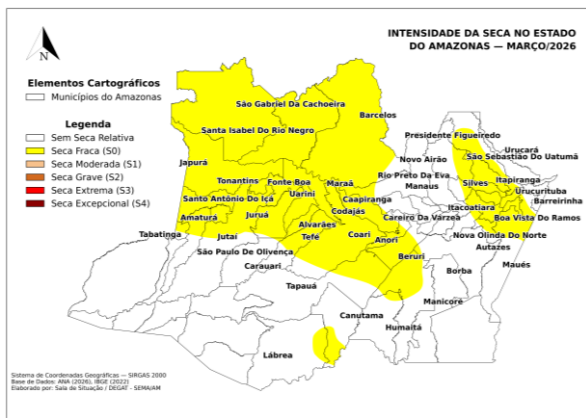 INTENSIDADE DA SECA NO ESTADO
DO AMAZONAS — MARÇO/2026
N
Elementos Cartográficos
Municípios do Amazonas
Legenda
Sem Seca Relativa
Seca Fraca (S0)
Seca Moderada (S1)
Seca Grave (S2)
Seca Extrema (S3)
Seca Excepcional (S4)
São Gabriel Da Cachoeira
Barcelos
Santa Isabel Do Rio Negro
Presidente Figueiredo
Urucará
São Sebastião Do Uatumã
Japurá
Novo Airão
Rio Preto Da Eva
Itapiranga
Tonantins
Fonte Boa
Maraã
Manaus
Silves
Urucurituba
Uarini
Barreirinha
Santo Antônio Do Içá
Caapiranga
Itacoatiara
Amaturá
Juruá
Codajás
Careiro Da Várzea
Boa Vista Do Ramos
Alvarães
Tabatinga
Jutaí
Tefé
Coari
Anori
Nova Olinda Do Norte
São Paulo De Olivença
Autazes
Beruri
Maués
Carauari
Borba
Tapauá
Manicoré
Canutama
Humaitá
Lábrea
Sistema de Coordenadas Geográficas — SIRGAS 2000
Base de Dados: ANA (2026), IBGE (2022)
Elaborado por: Sala de Situação / DEGAT - SEMA/AM